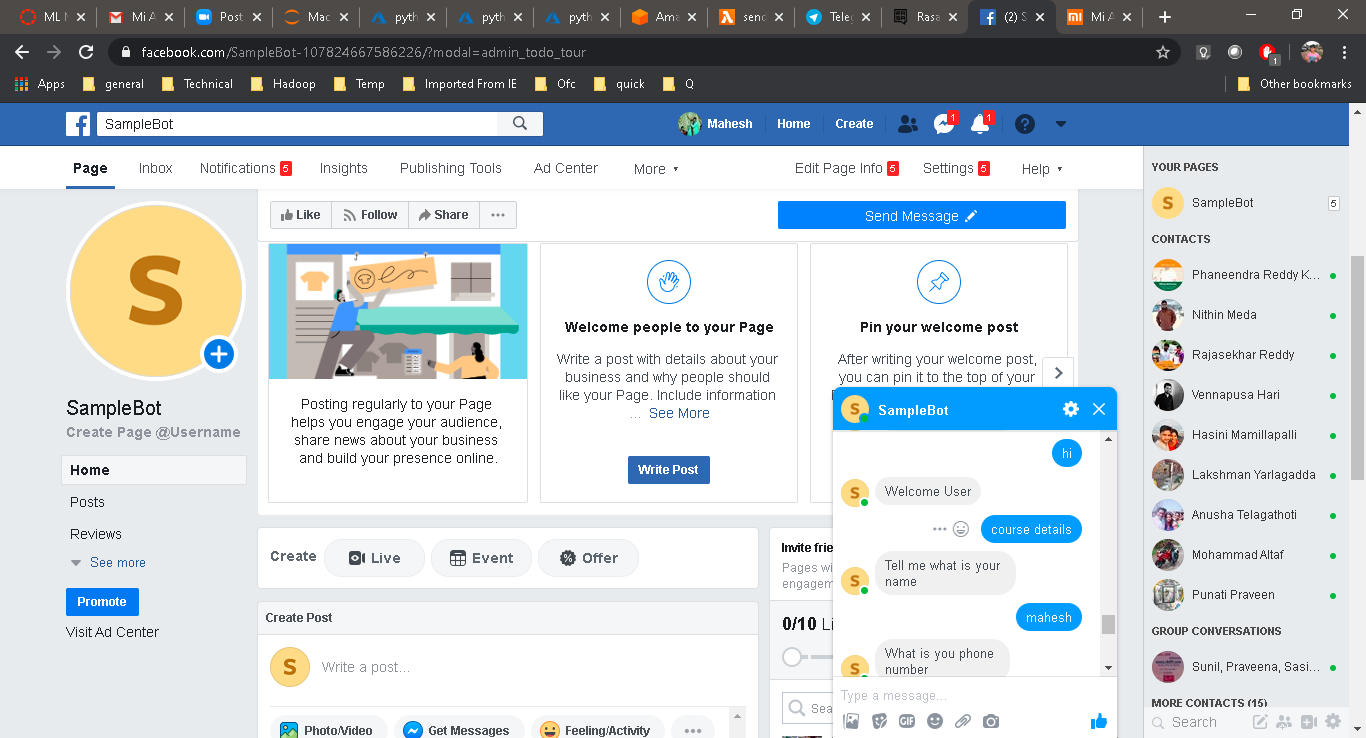 ML N
Mi A
Post
Mac
pyth
pyth
pyth
Ama
send
Teleg
Rasa
(2) S
Mi A
facebook.com/SampleBot-107824667586226/?modal=admin_todo_tour
1
Apps general Technical Hadoop Temp Imported From IE Ofc quick Q Other bookmarks
SampleBot
Mahesh Home Create 1 1
Page Inbox Notifications 5 Insights Publishing Tools Ad Center More Edit Page Info 5 Settings 5 Help
S
SampleBot
Create Page @Username
Home
Posts
Reviews
See more
Promote
Visit Ad Center
Like Follow Share ...
Send Message
Posting regularly to your Page
helps you engage your audience,
share news about your business
and build your presence online.
Welcome people to your Page
Write a post with details about your
business and why people should
like your Page. Include information
... See More
Write Post
Pin your welcome post
After writing your welcome post,
you can pin it to the top of your
Create Live Event Offer
Create Post
S
Write a post...
Photo/Video Get Messages Feeling/Activity ...
Invite frie
Pages wi
engagem
0/10 Li
Sea
S SampleBot
hi
S Welcome User
course details
S Tell me what is your
name
mahesh
S What is you phone
number
Type a message...
GIF
YOUR PAGES
S SampleBot 5
CONTACTS
Phaneendra Reddy K...
Nithin Meda
Rajasekhar Reddy
Vennapusa Hari
Hasini Mamillapalli
Lakshman Yarlagadda
Anusha Telagathoti
Mohammad Altaf
Punati Praveen
GROUP CONVERSATIONS
Sunil, Praveena, Sasi...
MORE CONTACTS (15)
Search